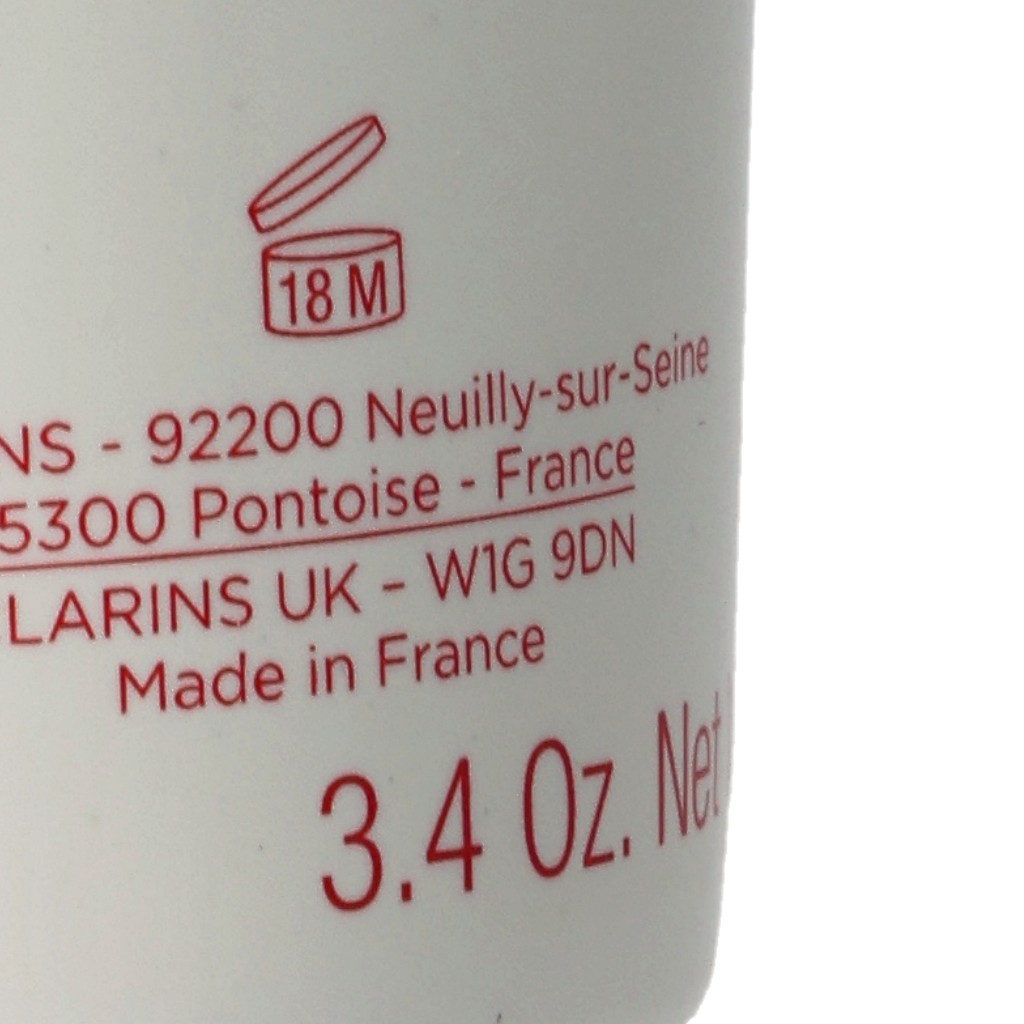 18 M
NS - 92200 Neuilly-sur-Seine
5300 Pontoise - France
LARINS UK - W1G 9DN
Made in France
3.4 Oz. Net